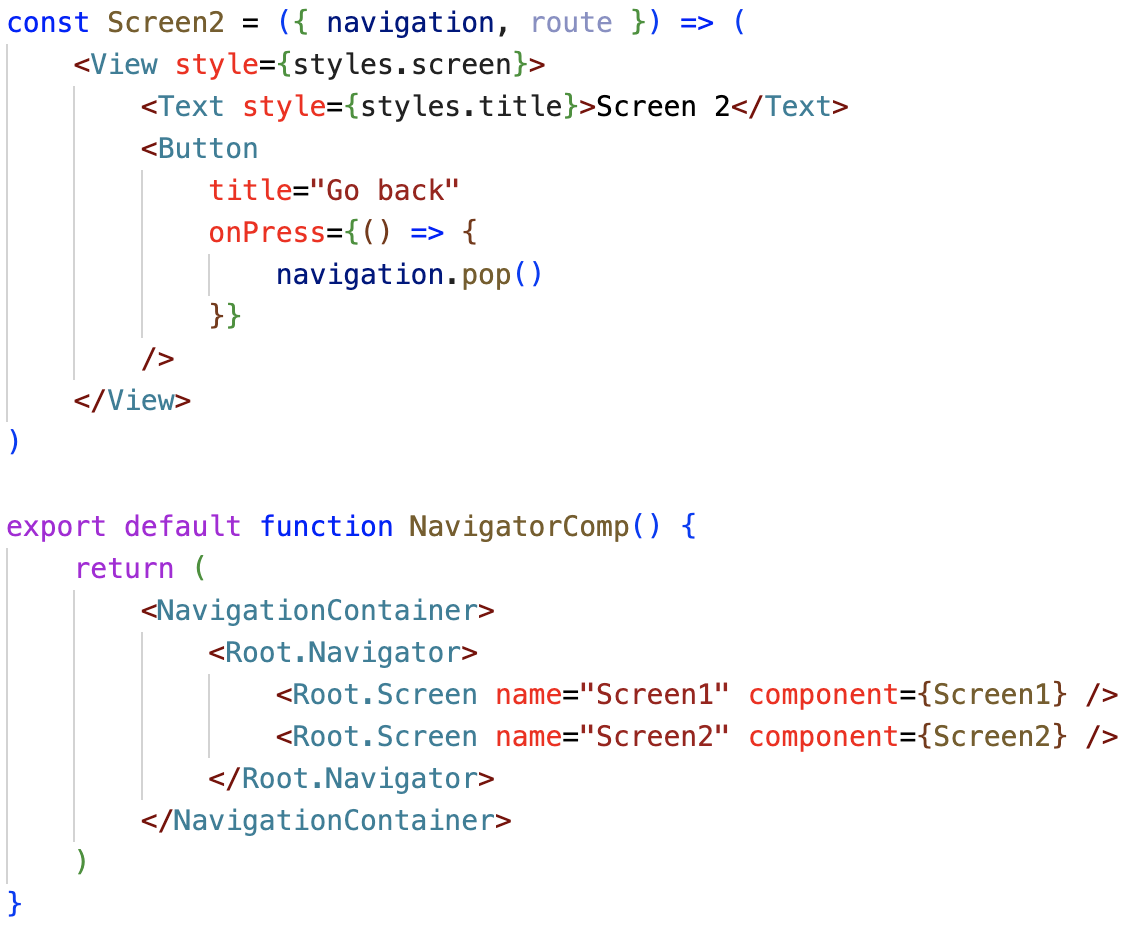 const Screen2 = ({ navigation, route }) => (
    <View style={styles.screen}>
        <Text style={styles.title}>Screen 2</Text>
        <Button
            title="Go back"
            onPress={() => {
                navigation.pop()
            }}
        />
    </View>
)

export default function NavigatorComp() {
    return (
        <NavigationContainer>
            <Root.Navigator>
                <Root.Screen name="Screen1" component={Screen1} />
                <Root.Screen name="Screen2" component={Screen2} />
            </Root.Navigator>
        </NavigationContainer>
    )
}